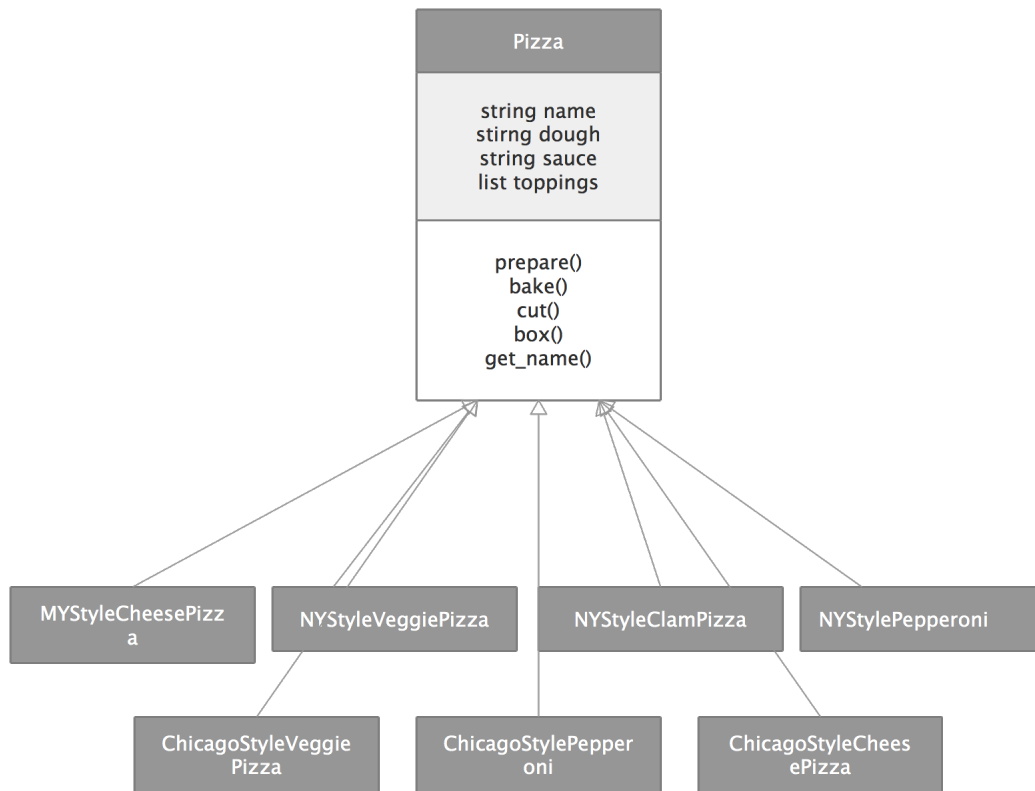 Pizza
string name
stirng dough
string sauce
list toppings
prepare()
bake()
cut()
box()
get_name()
MYStyleCheesePizz
a
NYStyleVeggiePizza
NYStyleClamPizza
NYStylePepperoni
ChicagoStyleVeggie
Pizza
ChicagoStylePepper
oni
ChicagoStyleChees
ePizza